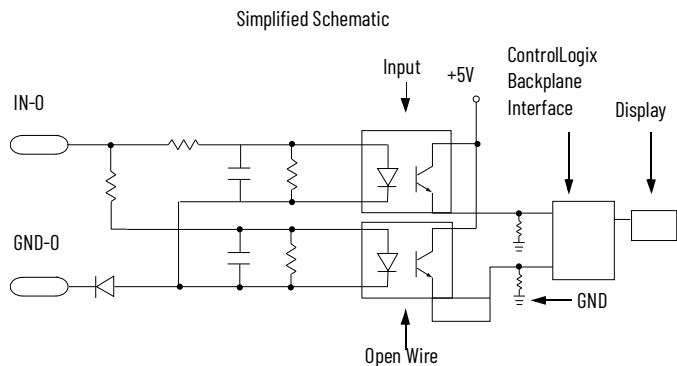 Simplified Schematic
ControlLogix
Backplane
Interface
Input
+5V
Display
IN-0
GND-0
GND
Open Wire